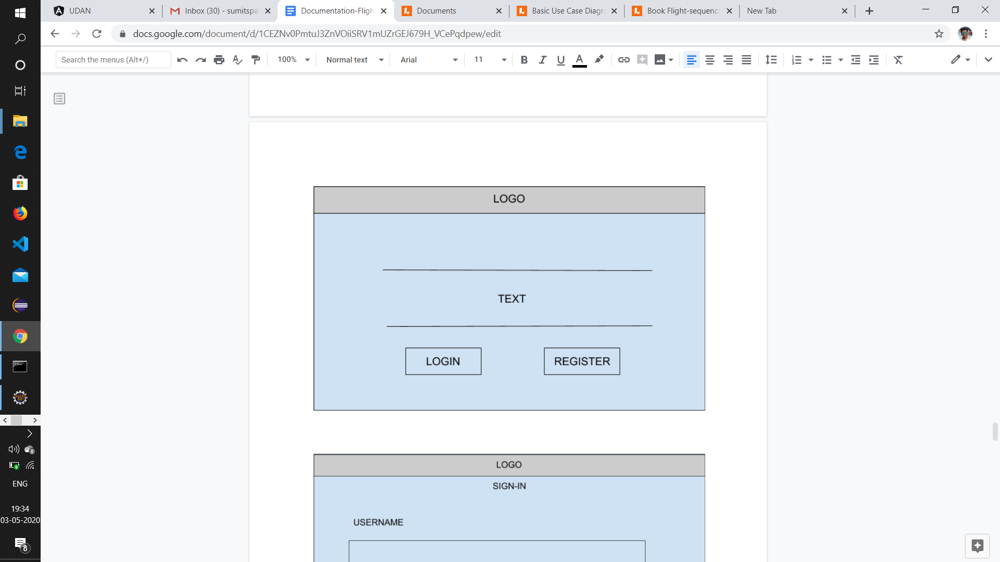 UDAN
Inbox (30) - sumitspa
Documentation-Fligh
Documents
Basic Use Case Diagra
Book Flight-sequenc
New Tab
docs.google.com/document/d/1CEZNv0PmtuJ3ZnVOiiSRV1mUZrGEJ679H_VCePqdpew/edit
Search the menus (Alt+/)
100%
Normal text
Arial
11
LOGO
TEXT
LOGIN
REGISTER
LOGO
SIGN-IN
USERNAME
ENG
19:34
03-05-2020
8